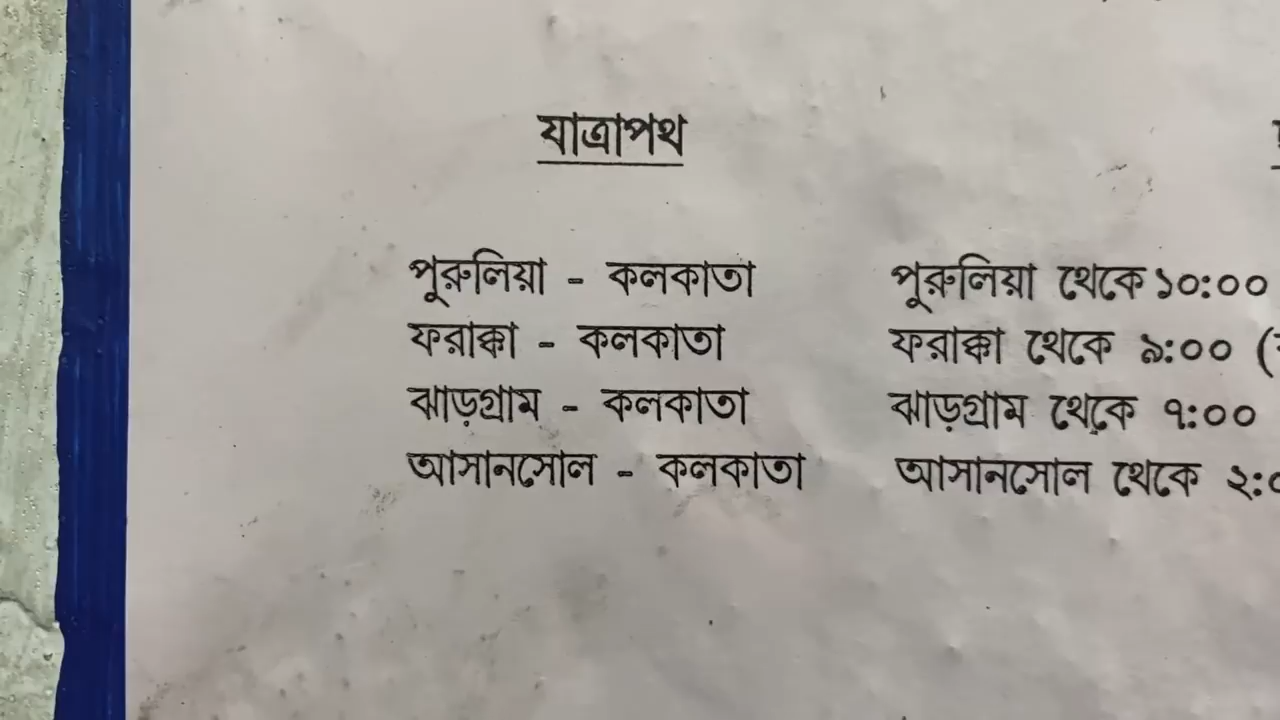 যাত্রাপথ
পুরুলিয়া - কলকাতা পুরুলিয়া থেকে ১০:০০
ফরাক্কা - কলকাতা ফরাক্কা থেকে ৯:০০ (
ঝাড়গ্রাম - কলকাতা ঝাড়গ্রাম থেকে ৭:০০
আসানসোল - কলকাতা আসানসোল থেকে